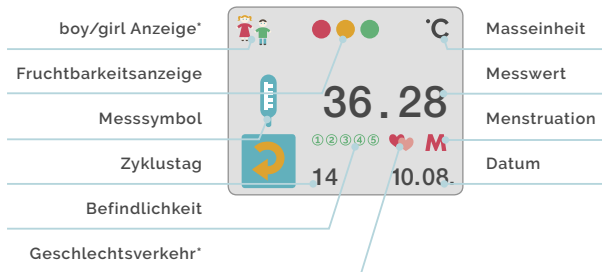 boy/girl Anzeige*
Fruchtbarkeitsanzeige
Messsymbol
Zyklustag
Befindlichkeit
Geschlechtsverkehr*
°C
36.28
①②③④⑤ M
14 10.08.
Masseinheit
Messwert
Menstruation
Datum